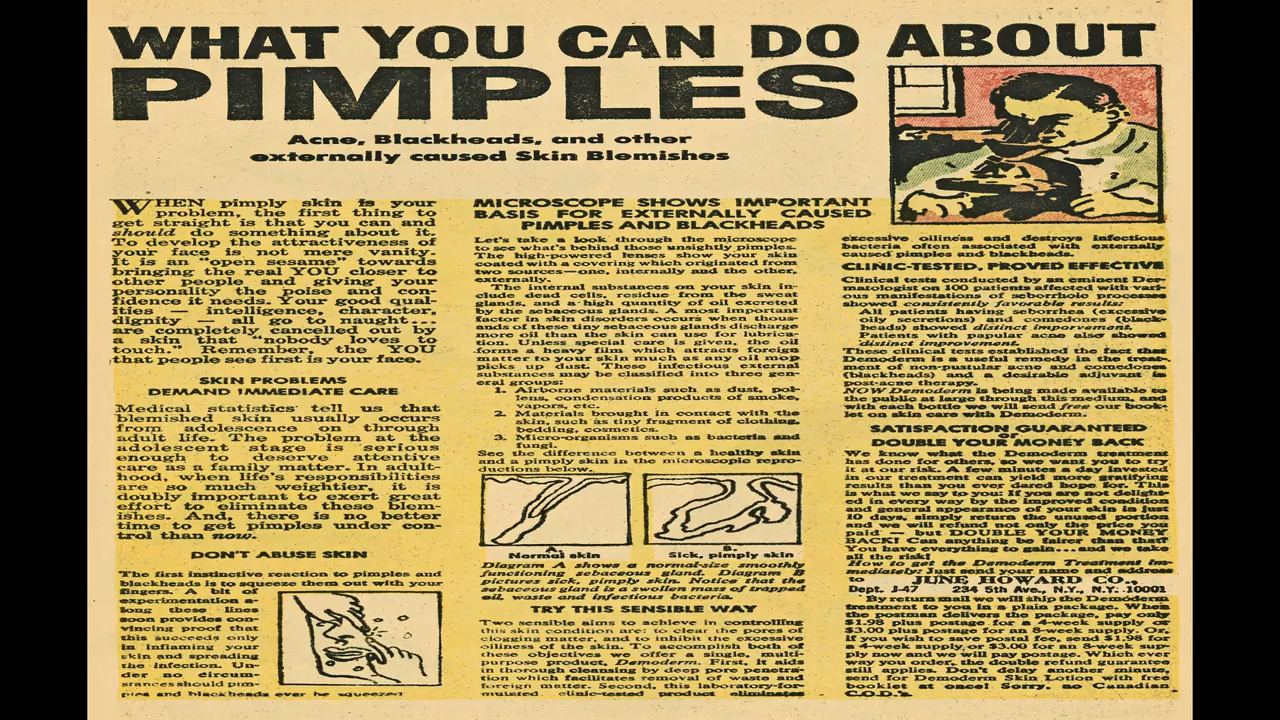 WHAT YOU CAN DO ABOUT
PIMPLES
Acne, Blackheads, and other
externally caused Skin Blemishes
WHEN pimply skin is your
problem, the first thing to
get straight is that you can and
should do something about it.
To develop the attractiveness of
your face is not mere vanity.
It is an "open sesame" towards
bringing the real YOU closer to
other people and giving your
personality the poise and con-
fidence it needs. Your good qual-
ities — intelligence, character,
dignity — all go to naught —
are completely cancelled out by
a skin that "nobody loves to
touch." Remember, the YOU
that people see first is your face.
SKIN PROBLEMS
DEMAND IMMEDIATE CARE
Medical statistics tell us that
blemished skin usually occurs
from adolescence on through
adult life. The problem at the
adolescent stage is serious
enough to deserve attentive
care as a family matter. In adult-
hood, when life's responsibilities
are so much weightier, it is
doubly important to exert great
effort to eliminate these blem-
ishes. And, there is no better
time to get pimples under con-
trol than now.
DON'T ABUSE SKIN
The first instinctive reaction to pimples and
blackheads is to squeeze them out with your
fingers. A bit of
experimentation a-
long these lines
soon provides con-
vincing proof that
this succeeds only
in inflaming your
skin and spreading
the infection. Un-
der no circum-
stances should pim-
ples and blackheads ever be squeezed
MICROSCOPE SHOWS IMPORTANT
BASIS FOR EXTERNALLY CAUSED
PIMPLES AND BLACKHEADS
Let's take a look through the microscope
to see what's behind those unsightly pimples.
The high-powered lenses show your skin
coated with a covering which originated from
two sources—one, internally and the other,
externally.
The internal substances on your skin in-
clude dead cells, residue from the sweat
glands, and a high quantity of oil excreted
by the sebaceous glands. A most important
factor in skin disorders occurs when thous-
ands of these tiny sebaceous glands discharge
more oil than the skin can use for lubrica-
tion. Unless special care is given, the oil
forms a heavy film which attracts foreign
matter to your skin much as any oil mop
picks up dust. These infectious external
substances may be classified into three gen-
eral groups:
1. Airborne materials such as dust, pol-
lens, condensation products of smoke,
vapors, etc.
2. Materials brought in contact with the
skin, such as tiny fragment of clothing,
bedding, cosmetics.
3. Micro-organisms such as bacteria and
fungi.
See the difference between a healthy skin
and a pimply skin in the microscopic repro-
ductions below.
A.
Normal skin
B.
Sick, pimply skin
Diagram A shows a normal-size smoothly
functioning sebaceous gland. Diagram B
pictures sick, pimply skin. Notice that the
sebaceous gland is a swollen mass of trapped
oil, waste and infectious bacteria.
TRY THIS SENSIBLE WAY
Two sensible aims to achieve in controlling
this skin condition are: to clear the pores of
clogging matter, and to inhibit the excessive
oiliness of the skin. To accomplish both of
these objectives we offer a single, multi-
purpose product, Demoderm. First, it aids
in thorough cleaning by deep pore penetra-
tion which facilitates removal of waste and
foreign matter. Second, this laboratory-for-
mulated clinic-tested product eliminates
excessive oiliness and destroys infectious
bacteria often associated with externally
caused pimples and blackheads.
CLINIC-TESTED, PROVED EFFECTIVE
Clinical tests conducted by an eminent Der-
matologist on 100 patients affected with vari-
ous manifestations of seborrhoic processes
showed consistently favorable results:
All patients having seborrhea (excessive
oily secretions) and comedones (black-
heads) showed distinct imporvement.
Patients with papular acne also showed
distinct improvement.
These clinical tests established the fact that
Demoderm is a useful remedy in the treat-
ment of non-pustular acne and comedones
(blackheads) and a desirable adjuvant in
post-acne therapy.
NOW Demoderm is being made available to
the public at large through this medium, and
with each bottle we will send free our book-
let on skin care with Demoderm.
SATISFACTION GUARANTEED
or
DOUBLE YOUR MONEY BACK
We know what the Demoderm treatment
has done for others, so we want you to try
it at our risk. A few minutes a day invested
in our treatment can yield more gratifying
results than you ever dared hope for. This
is what we say to you: If you are not delight-
ed in every way by the improved condition
and general appearance of your skin in just
10 days, simply return the unused portion
and we will refund not only the price you
paid — but DOUBLE YOUR MONEY
BACK! Can anything be fairer than that?
You have everything to gain... and we take
all the risk!
How to get the Demoderm Treatment Im-
mediately: Just send your name and address
to JUNE HOWARD CO.,
Dept. J-47 234 5th Ave., N.Y., N.Y. 10001
By return mail we will ship the Demoderm
treatment to you in a plain package. When
the postman delivers the package, pay only
$1.98 plus postage for a 4-week supply or
$3.00 plus postage for an 8-week supply. Or,
if you wish to save postal fee, send $1.98 for
a 4-week supply, or $3.00 for an 8-week sup-
ply now and we will pay postage. Which ever
way you order, the double refund guarantee
still applies. Don't delay another minute,
send for Demoderm Skin Lotion with free
booklet at once! Sorry, no Canadian
C.O.D.'s.